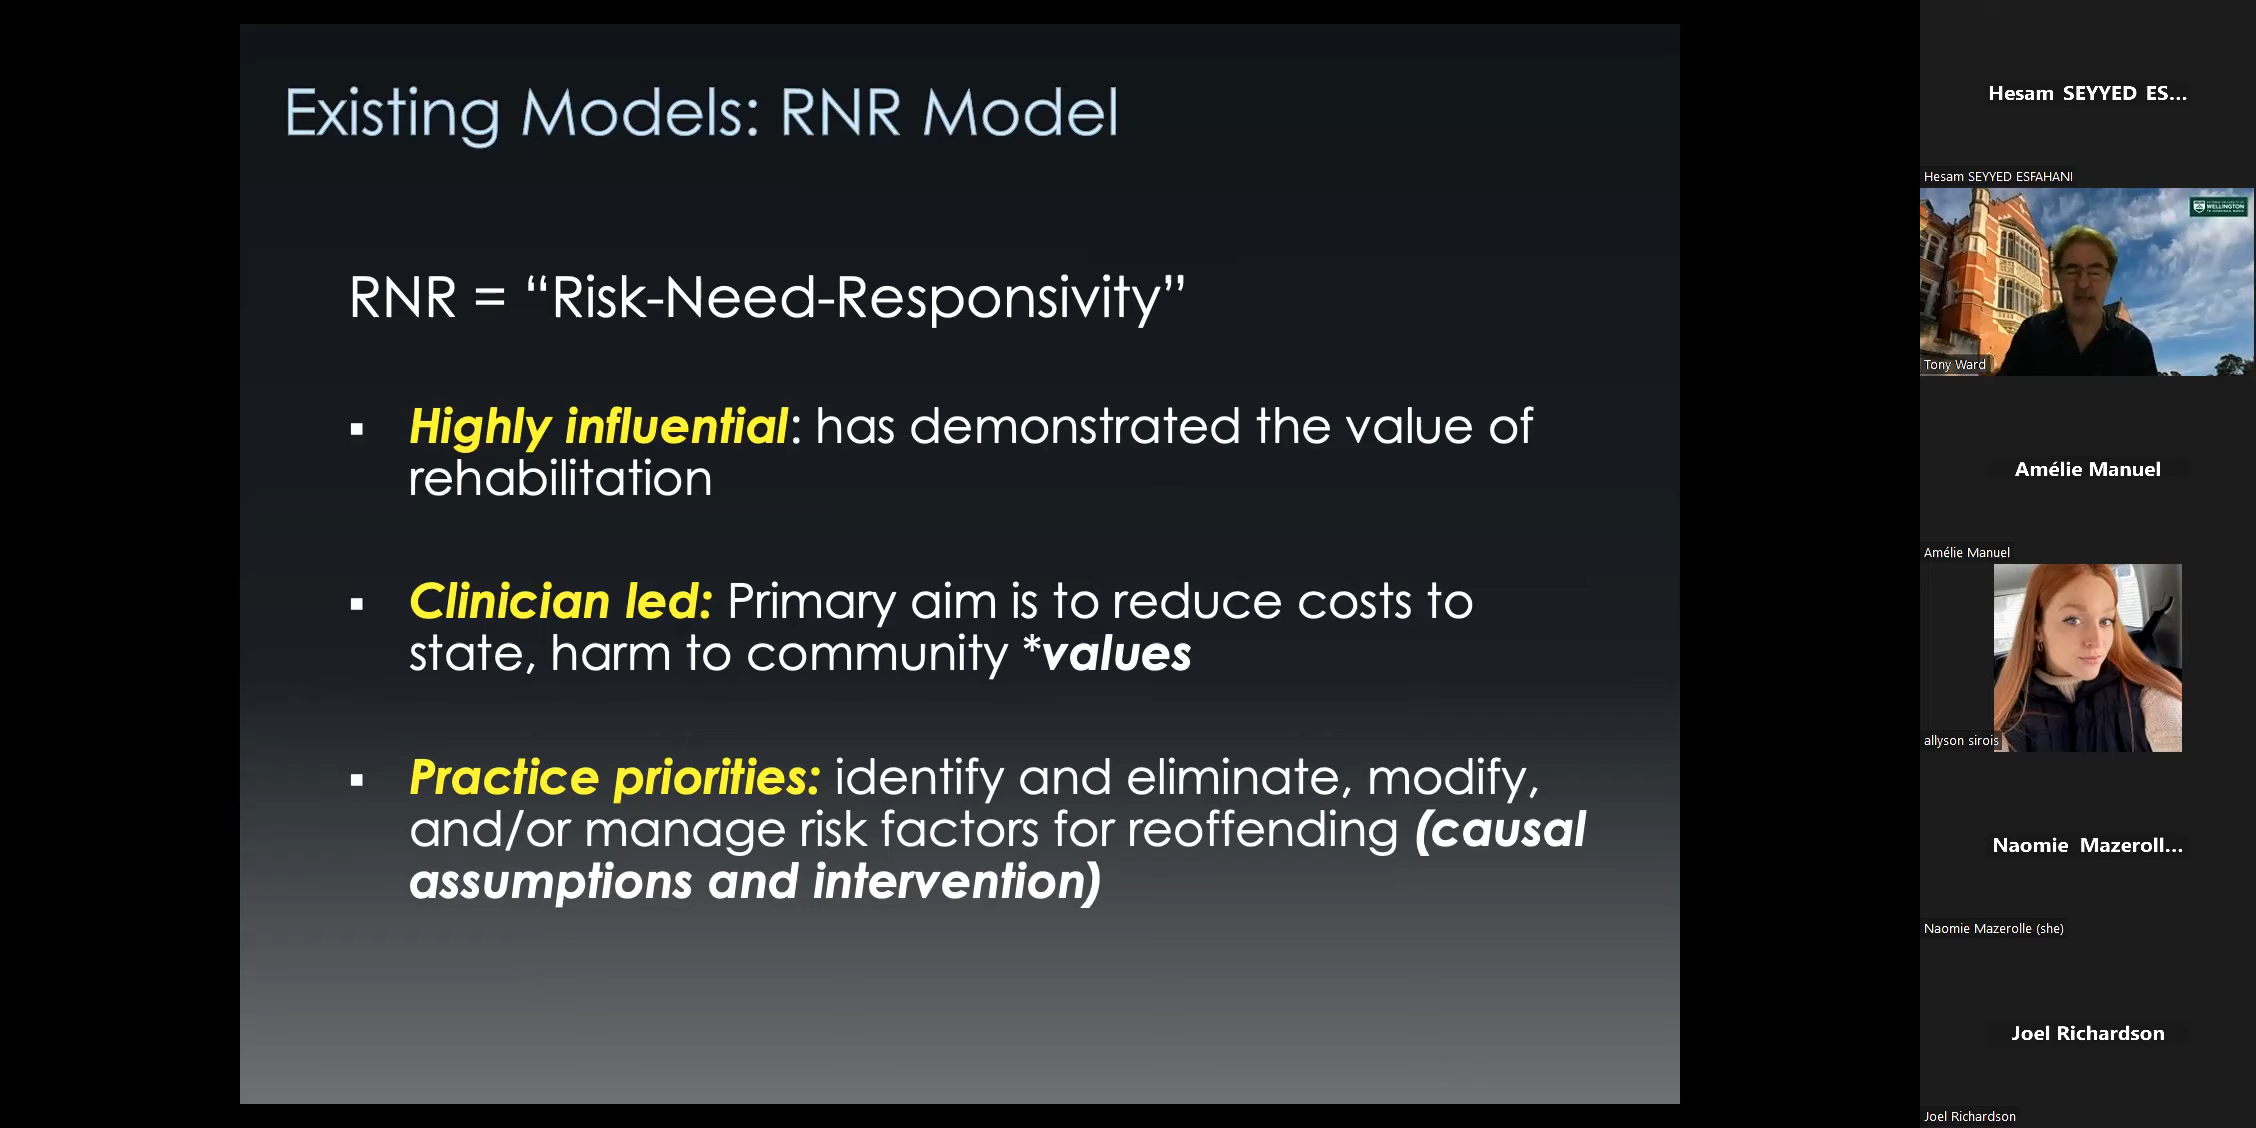 Existing Models: RNR Model
RNR = “Risk-Need-Responsivity”
▪ Highly influential: has demonstrated the value of
rehabilitation
▪ Clinician led: Primary aim is to reduce costs to
state, harm to community *values
▪ Practice priorities: identify and eliminate, modify,
and/or manage risk factors for reoffending (causal
assumptions and intervention)
Hesam SEYYED ES...
Hesam SEYYED ESFAHANI
WELLINGTON
Tony Ward
Amélie Manuel
Amélie Manuel
allyson sirois
Naomie Mazeroll...
Naomie Mazerolle (she)
Joel Richardson
Joel Richardson